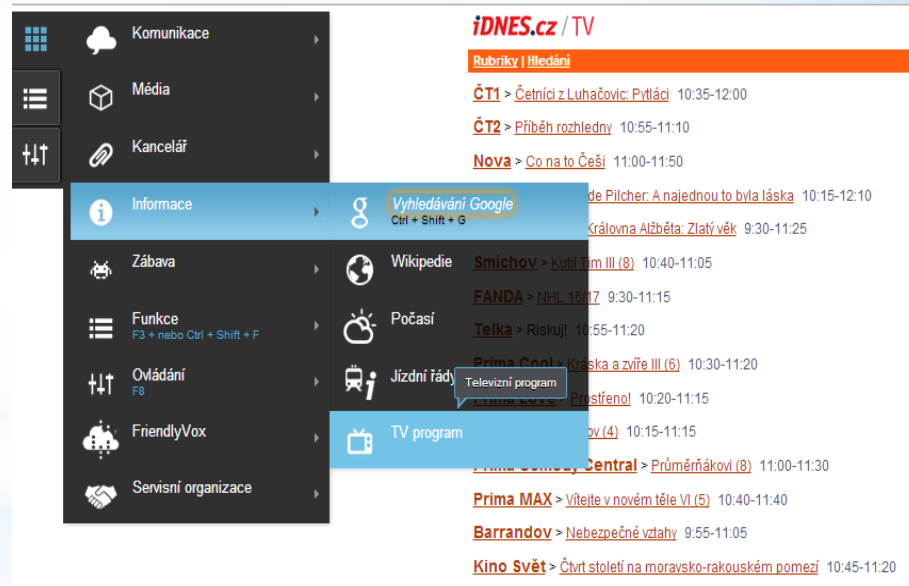 Komunikace
Média
Kancelář
Informace
Zábava
Funkce
F3 + nebo Ctrl + Shift + F
Ovládání
F8
FriendlyVox
Servisní organizace
Vyhledávání Google
Ctrl + Shift + G
Wikipedie
Počasí
Jízdní řády
Televizní program
TV program
iDNES.cz / TV
Rubriky | Hledání
ČT1 > Četníci z Luhačovic: Pytláci 10:35-12:00
ČT2 > Příběh rozhledny 10:55-11:10
Nova > Co na to Češi 11:00-11:50
de Pilcher: A najednou to byla láska 10:15-12:10
Královna Alžběta: Zlatý věk 9:30-11:25
Smíchov > Kutil Tim III (8) 10:40-11:05
FANDA > NHL 16/17 9:30-11:15
Telka > Riskuj! 10:55-11:20
Prima Cool > Kráska a zvíře III (6) 10:30-11:20
Prima LOVE > Prostřeno! 10:20-11:15
ov (4) 10:15-11:15
Prima Comedy Central > Průměrňákovi (8) 11:00-11:30
Prima MAX > Vítejte v novém těle VI (5) 10:40-11:40
Barrandov > Nebezpečné vztahy 9:55-11:05
Kino Svět > Čtvrt století na moravsko-rakouském pomezí 10:45-11:20